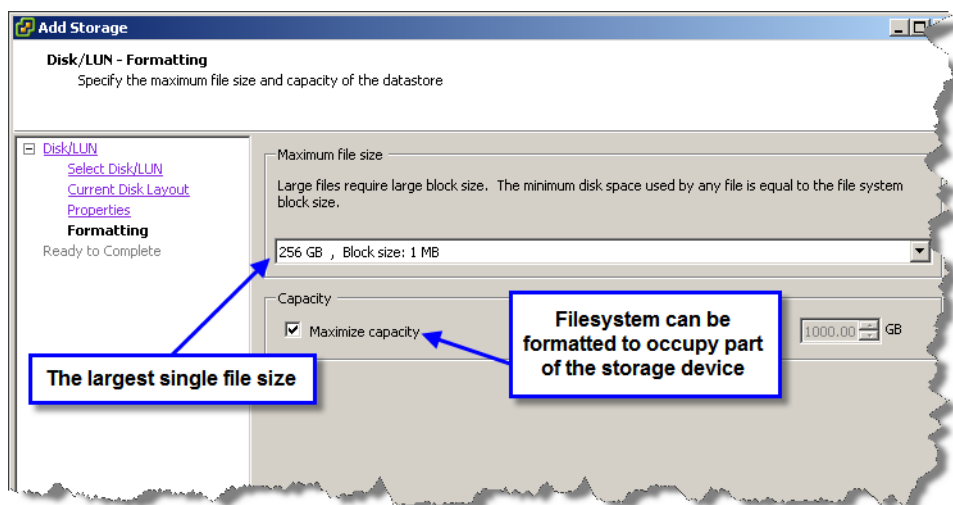 Add Storage
Disk/LUN - Formatting
Specify the maximum file size and capacity of the datastore
Disk/LUN
Select Disk/LUN
Current Disk Layout
Properties
Formatting
Ready to Complete
Maximum file size
Large files require large block size. The minimum disk space used by any file is equal to the file system
block size.
256 GB , Block size: 1 MB
Capacity
Maximize capacity
1000.00 GB
Filesystem can be
formatted to occupy part
of the storage device
The largest single file size